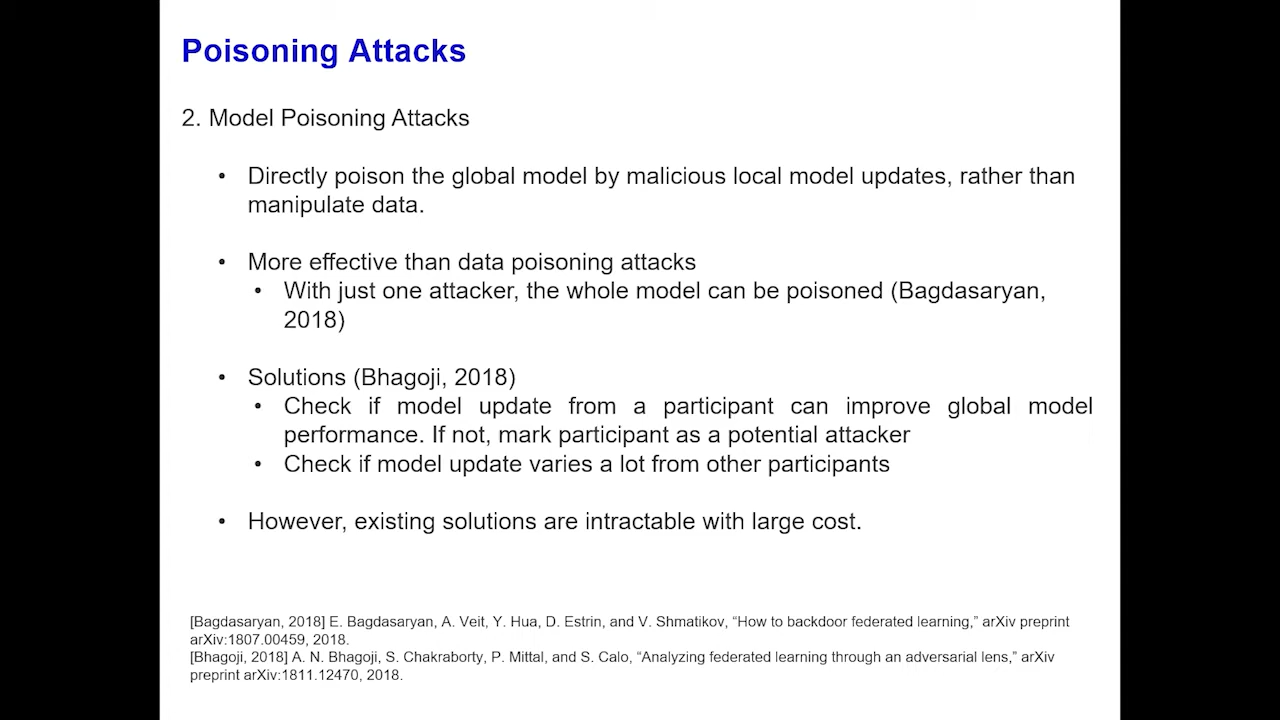 Poisoning Attacks
2. Model Poisoning Attacks
• Directly poison the global model by malicious local model updates, rather than
manipulate data.
• More effective than data poisoning attacks
• With just one attacker, the whole model can be poisoned (Bagdasaryan,
2018)
• Solutions (Bhagoji, 2018)
• Check if model update from a participant can improve global model
performance. If not, mark participant as a potential attacker
• Check if model update varies a lot from other participants
• However, existing solutions are intractable with large cost.
[Bagdasaryan, 2018] E. Bagdasaryan, A. Veit, Y. Hua, D. Estrin, and V. Shmatikov, “How to backdoor federated learning,” arXiv preprint
arXiv:1807.00459, 2018.
[Bhagoji, 2018] A. N. Bhagoji, S. Chakraborty, P. Mittal, and S. Calo, “Analyzing federated learning through an adversarial lens,” arXiv
preprint arXiv:1811.12470, 2018.